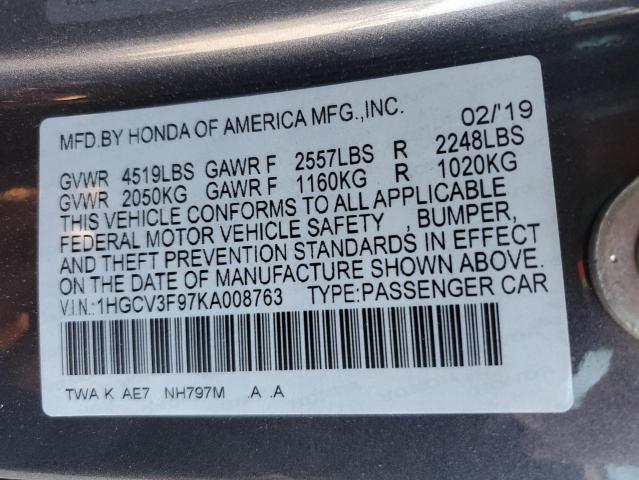 MFD.BY HONDA OF AMERICA MFG.,INC. 02/'19
GVWR 4519LBS GAWR F 2557LBS R 2248LBS
GVWR 2050KG GAWR F 1160KG R 1020KG
THIS VEHICLE CONFORMS TO ALL APPLICABLE
FEDERAL MOTOR VEHICLE SAFETY , BUMPER,
AND THEFT PREVENTION STANDARDS IN EFFECT
ON THE DATE OF MANUFACTURE SHOWN ABOVE.
V.I.N.:1HGCV3F97KA008763 TYPE:PASSENGER CAR
TWA K AE7 NH797M .A .A